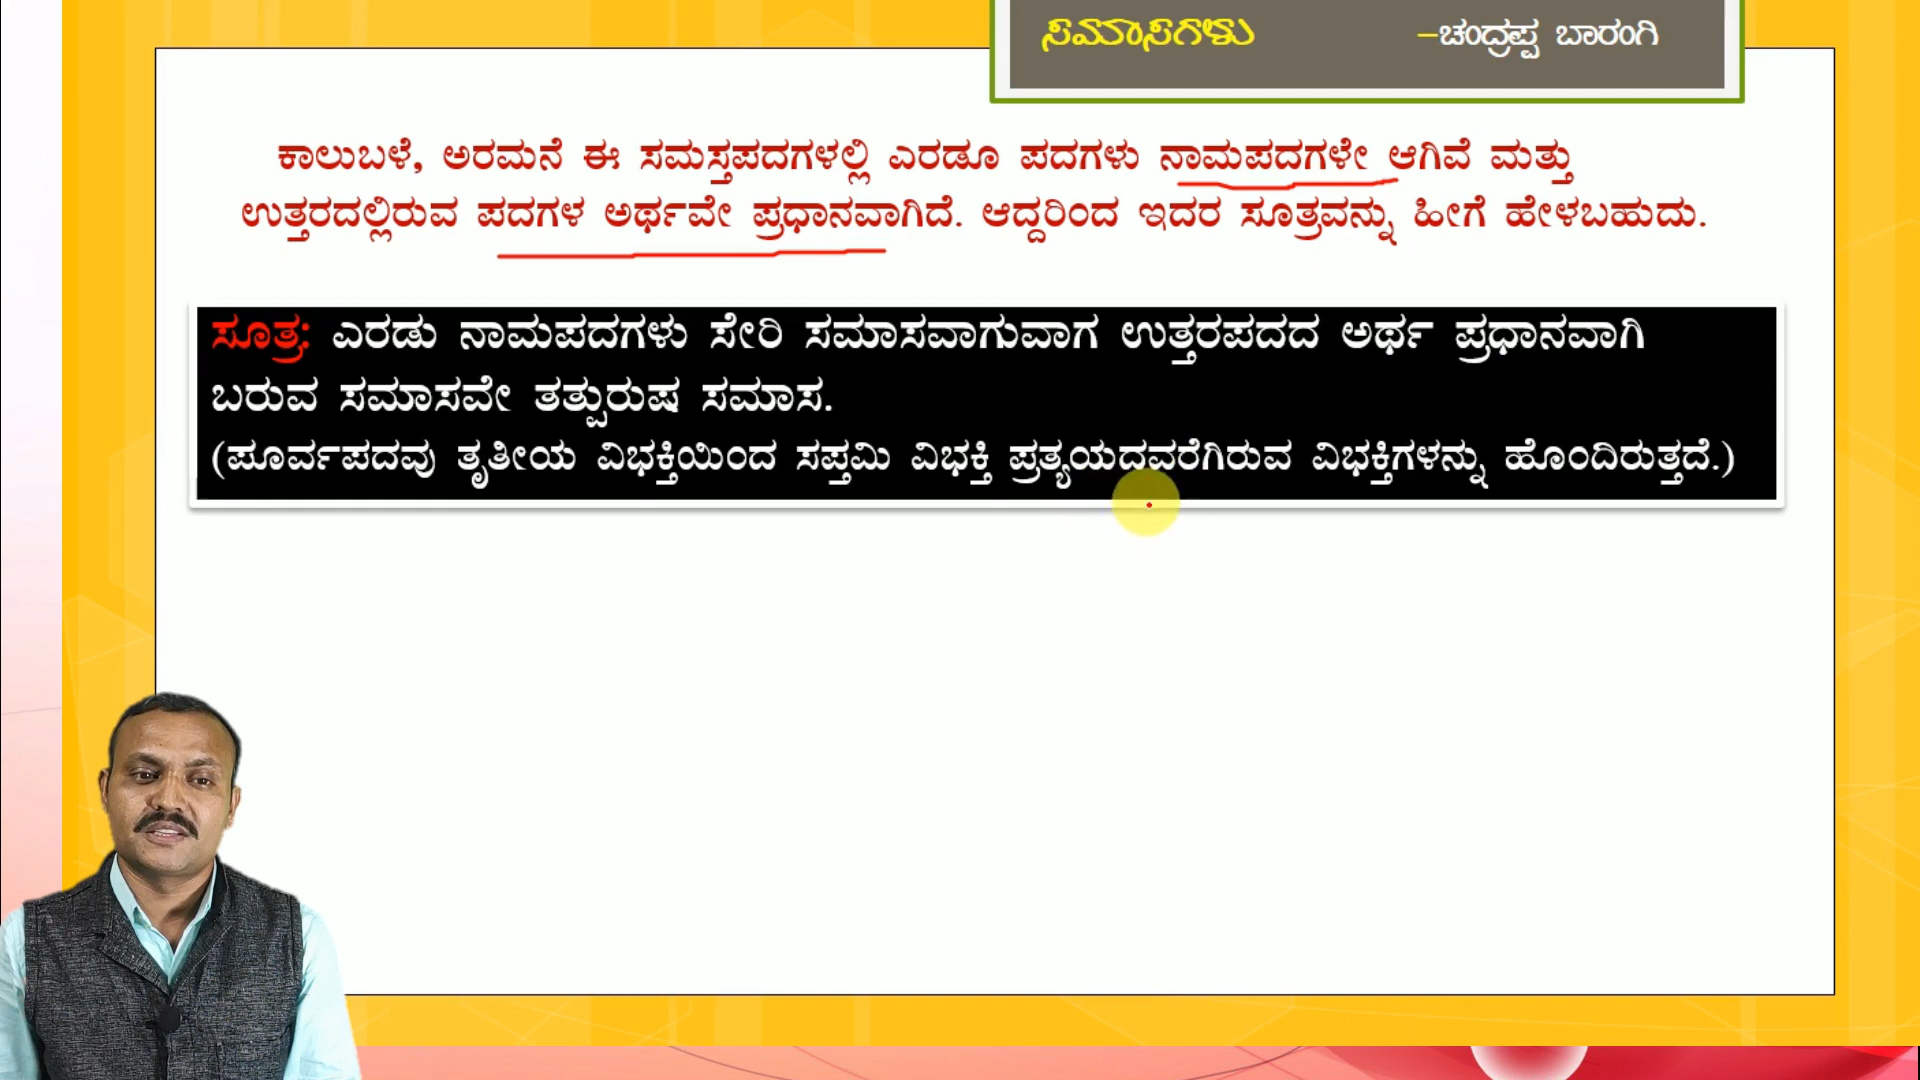 ಸಮಾಸಗಳು –ಚಂದ್ರಪ್ಪ ಬಾರಂಗಿ
ಕಾಲುಬಳೆ, ಅರಮನೆ ಈ ಸಮಸ್ತಪದಗಳಲ್ಲಿ ಎರಡೂ ಪದಗಳು ನಾಮಪದಗಳೇ ಆಗಿವೆ ಮತ್ತು
ಉತ್ತರದಲ್ಲಿರುವ ಪದಗಳ ಅರ್ಥವೇ ಪ್ರಧಾನವಾಗಿದೆ. ಆದ್ದರಿಂದ ಇದರ ಸೂತ್ರವನ್ನು ಹೀಗೆ ಹೇಳಬಹುದು.
ಸೂತ್ರ: ಎರಡು ನಾಮಪದಗಳು ಸೇರಿ ಸಮಾಸವಾಗುವಾಗ ಉತ್ತರಪದದ ಅರ್ಥ ಪ್ರಧಾನವಾಗಿ
ಬರುವ ಸಮಾಸವೇ ತತ್ಪುರುಷ ಸಮಾಸ.
(ಪೂರ್ವಪದವು ತೃತೀಯ ವಿಭಕ್ತಿಯಿಂದ ಸಪ್ತಮಿ ವಿಭಕ್ತಿ ಪ್ರತ್ಯಯದವರೆಗಿರುವ ವಿಭಕ್ತಿಗಳನ್ನು ಹೊಂದಿರುತ್ತದೆ.)